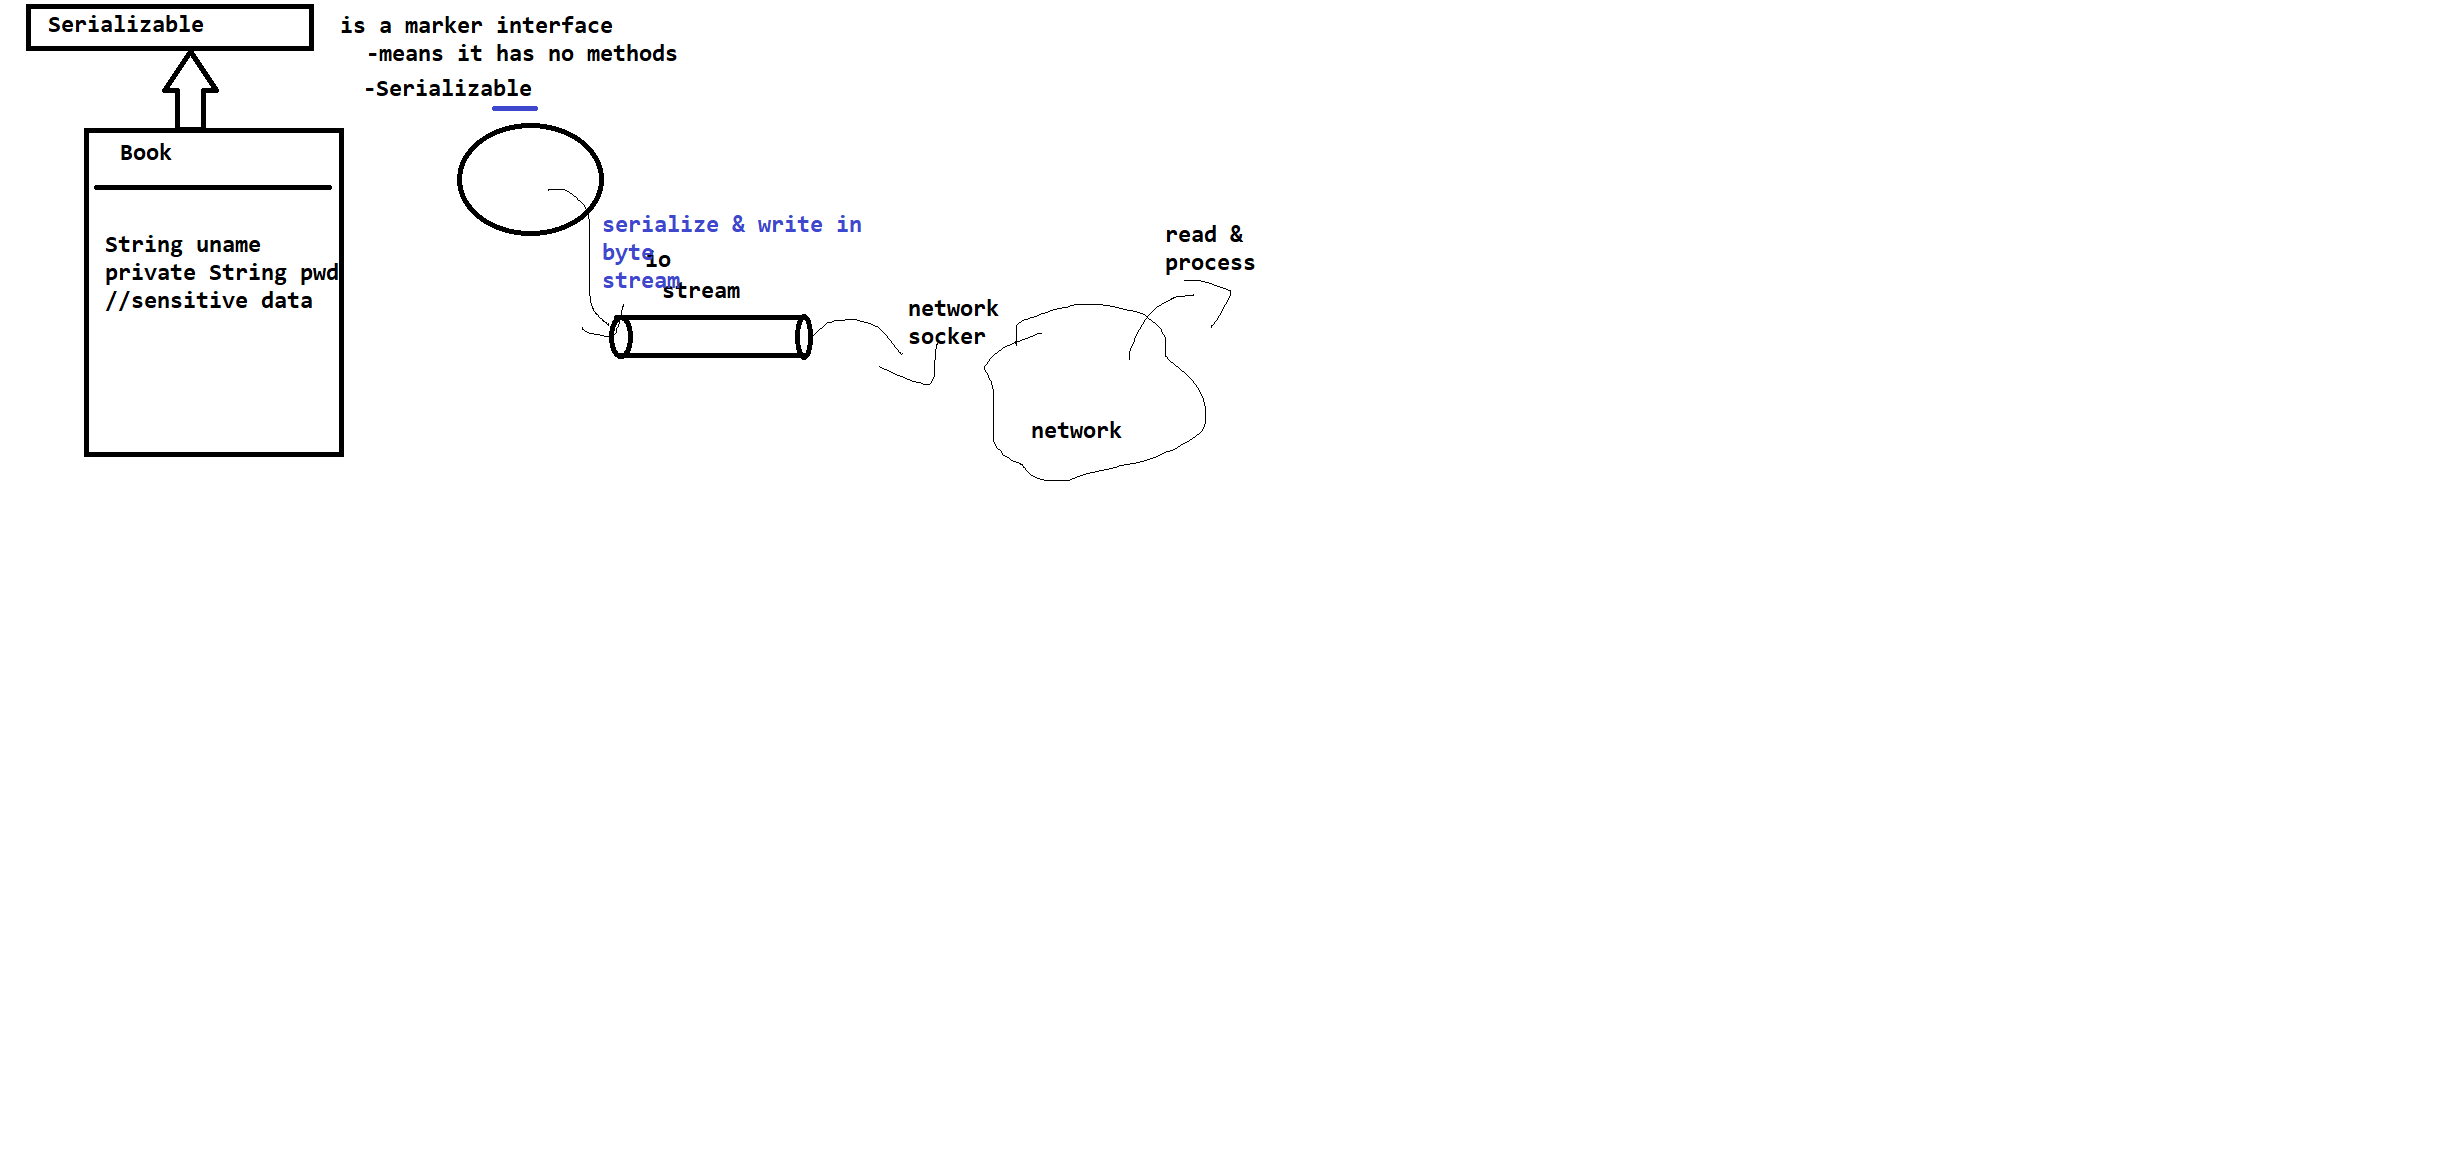 Serializable
is a marker interface
-means it has no methods
-Serializable
Book
String uname
private String pwd
//sensitive data
serialize & write in
byte
stream
io
stream
network
socker
network
read &
process